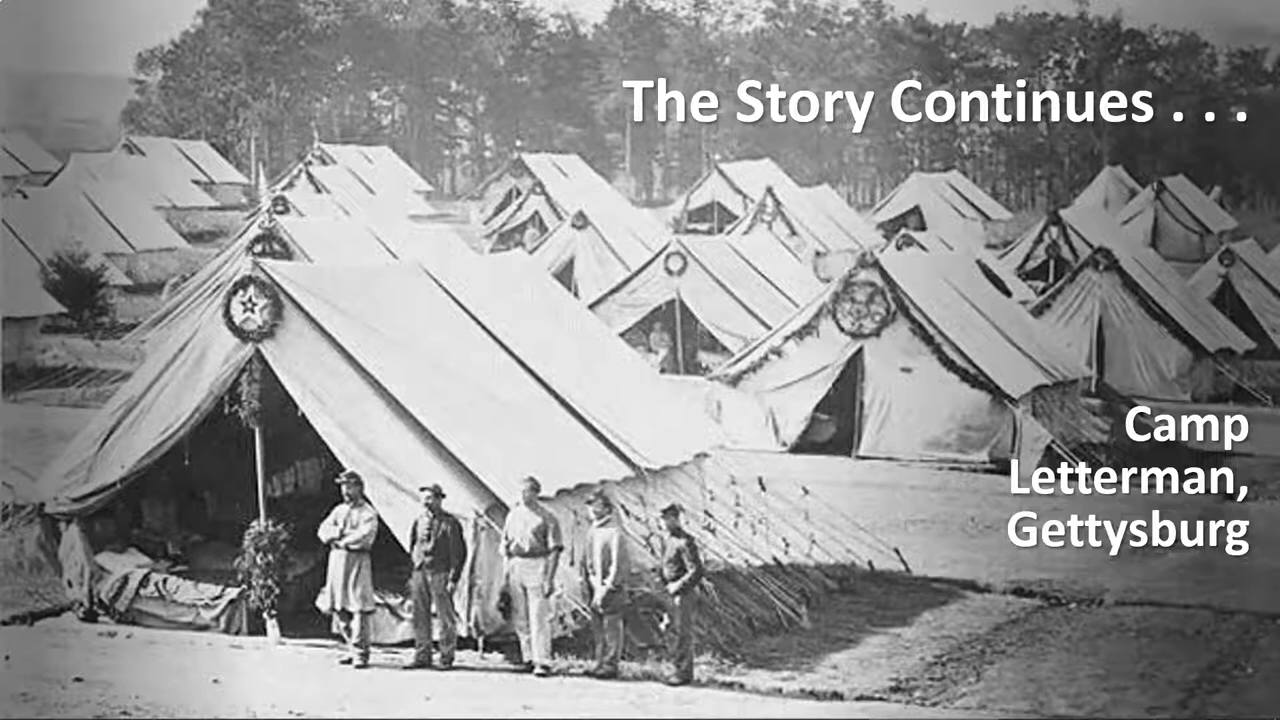 The Story Continues . . .
Camp
Letterman,
Gettysburg